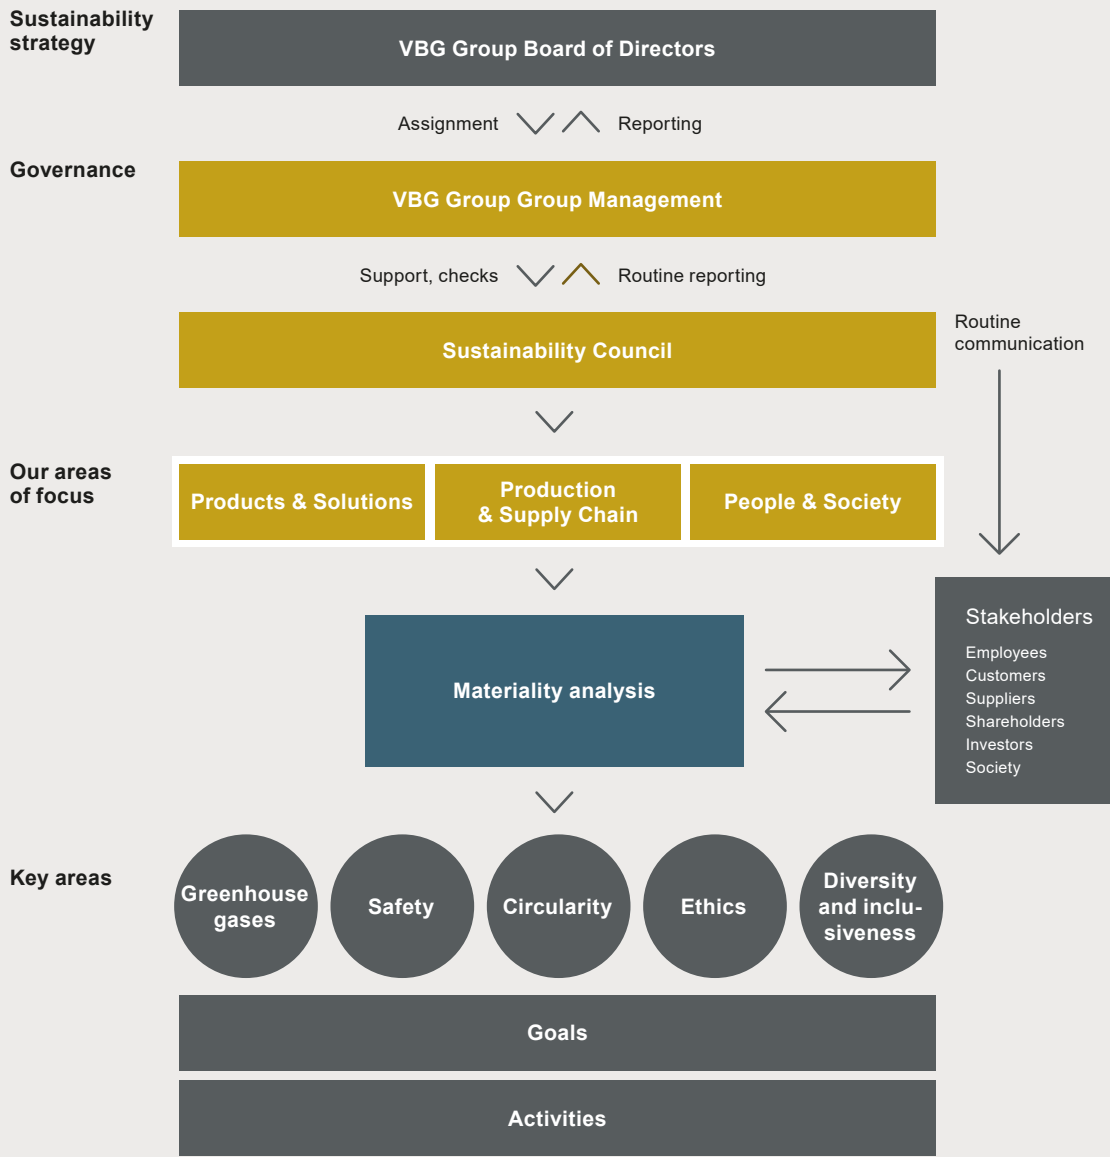 Sustainability
strategy
VBG Group Board of Directors
Assignment
Reporting
Governance
VBG Group Group Management
Support, checks
Routine reporting
Sustainability Council
Routine
communication
Our areas
of focus
Products & Solutions
Production
& Supply Chain
People & Society
Stakeholders
Employees
Customers
Suppliers
Shareholders
Investors
Society
Materiality analysis
Key areas
Greenhouse
gases
Safety
Circularity
Ethics
Diversity
and inclu-
siveness
Goals
Activities